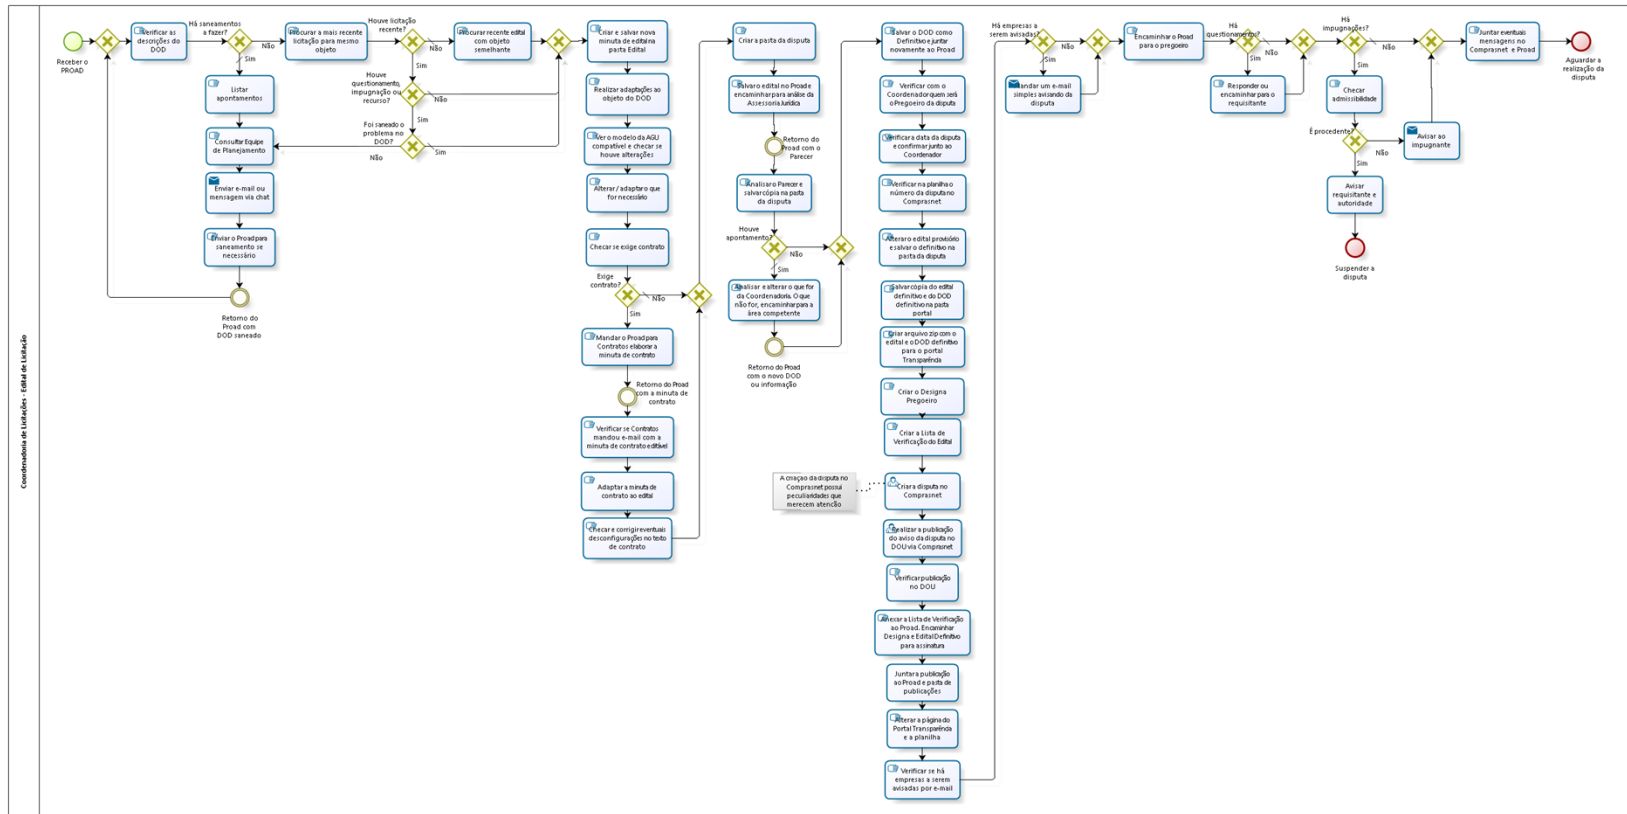 Coordenadoria de Licitações - Edital de Licitação
Receber o
PROAD
Verificar as
descrições do
DOD
Há saneamentos
a fazer?
Não
Sim
Listar
apontamentos
Consultar Equipe
de Planejamento
Enviar e-mail ou
mensagem via chat
Enviar o Proad para
saneamento se
necessário
Retorno do
Proad com
DOD saneado
Procurar a mais recente
licitação para mesmo
objeto
Houve licitação
recente?
Não
Sim
Houve
questionamento,
impugnação ou
recurso?
Não
Sim
Foi saneado o
problema no
DOD?
Não
Sim
Procurar recente edital
com objeto
semelhante
Criar e salvar nova
minuta de edital na
pasta Edital
Realizar adaptações ao
objeto do DOD
Ver o modelo da AGU
compatível e checar se
houve alterações
Alterar / adaptar o que
for necessário
Checar se exige contrato
Exige
contrato?
Não
Sim
Mandar o Proad para
Contratos elaborar a
minuta de contrato
Retorno do Proad
com a minuta de
contrato
Verificar se Contratos
mandou e-mail com a
minuta de contrato editável
Adaptar a minuta de
contrato ao edital
Checar e corrigir eventuais
desconfigurações no texto
de contrato
Criar a pasta da disputa
Salvar o edital no Proad e
encaminhar para análise da
Assessoria Jurídica
Retorno do
Proad com o
Parecer
Analisar o Parecer e
salvar cópia na pasta
da disputa
Houve
apontamento?
Não
Sim
Analisar e alterar o que for
da Coordenadoria. O que
não for, encaminhar para a
área competente
Retorno do Proad
com o novo DOD
ou informação
Salvar o DOD como
Definitivo e juntar
novamente ao Proad
Verificar com o
Coordenador quem será
o Pregoeiro da disputa
Verificar a data da disputa
e confirmar junto ao
Coordenador
Verificar na planilha o
número da disputa no
Comprasnet
Alterar o edital provisório
e salvar o definitivo na
pasta da disputa
Salvar cópia do edital
definitivo e do DOD
definitivo na pasta
portal
Criar arquivo zip com o
edital e o DOD definitivo
para o portal
Transparência
Criar o Designa
Pregoeiro
Criar a Lista de
Verificação do Edital
A criação da disputa no
Comprasnet possui
peculiaridades que
merecem atenção
Criar a disputa no
Comprasnet
Realizar a publicação
do aviso da disputa no
DOU via Comprasnet
Verificar publicação
no DOU
Anexar a Lista de Verificação
ao Proad. Encaminhar
Designa e Edital Definitivo
para assinatura
Juntar a publicação
ao Proad e pasta de
publicações
Alterar a página do
Portal Transparência
e a planilha
Verificar se há
empresas a serem
avisadas por e-mail
Há empresas a
serem avisadas?
Não
Sim
Mandar um e-mail
simples avisando da
disputa
Encaminhar o Proad
para o pregoeiro
Há
questionamento?
Não
Sim
Responder ou
encaminhar para o
requisitante
Há
impugnações?
Não
Sim
Checar
admissibilidade
É procedente?
Não
Sim
Avisar ao
impugnante
Avisar
requisitante e
autoridade
Suspender a
disputa
Juntar eventuais
mensagens no
Comprasnet e Proad
Aguardar a
realização da
disputa